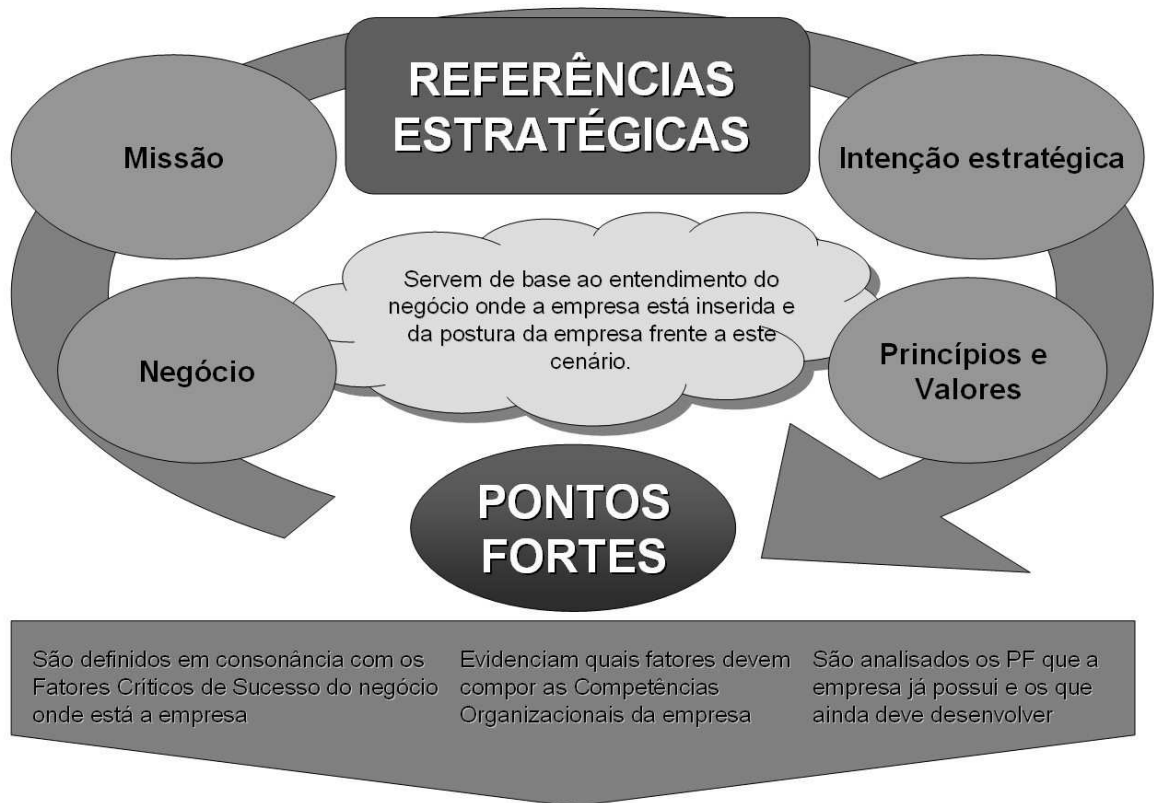 REFERÊNCIAS
ESTRATÉGICAS
Missão
Intenção estratégica
Servem de base ao entendimento do
negócio onde a empresa está inserida e
da postura da empresa frente a este
cenário.
Negócio
Princípios e
Valores
PONTOS
FORTES
São definidos em consonância com os
Fatores Críticos de Sucesso do negócio
onde está a empresa
Evidenciam quais fatores devem
compor as Competências
Organizacionais da empresa
São analisados os PF que a
empresa já possui e os que
ainda deve desenvolver